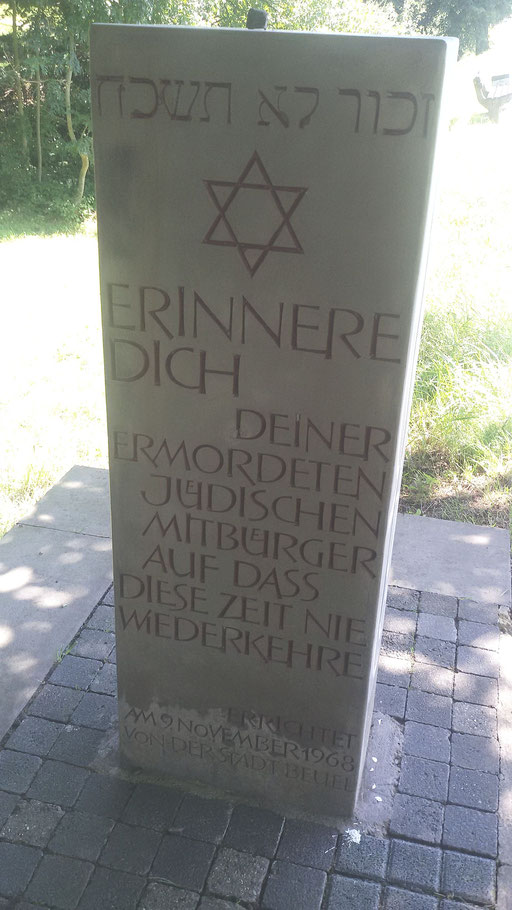 זכור לא תשכח
ERINNERE
DICH
DEINER
ERMORDETEN
JÜDISCHEN
MITBÜRGER
AUF DASS
DIESE ZEIT NIE
WIEDERKEHRE
ERRICHTET
AM 9 NOVEMBER 1968
VON DER STADT BEUEL